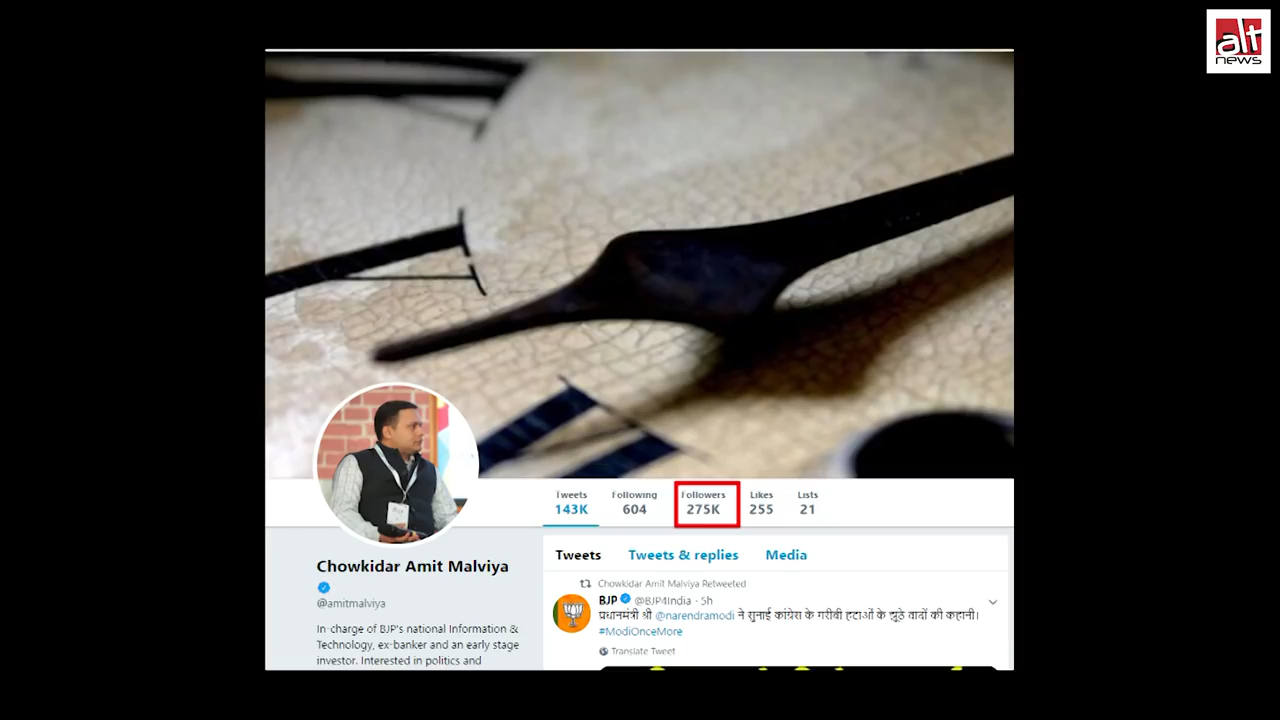 alt
news
Tweets Following Followers Likes Lists
143K 604 275K 255 21
Chowkidar Amit Malviya
@amitmalviya
In-charge of BJP's national Information &
Technology, ex-banker and an early stage
investor. Interested in politics and
Tweets Tweets & replies Media
Chowkidar Amit Malviya Retweeted
BJP @BJP4India · 5h
प्रधानमंत्री श्री @narendramodi ने सुनाई कांग्रेस के गरीबी हटाओ के झूठे वादों की कहानी।
#ModiOnceMore
Translate Tweet